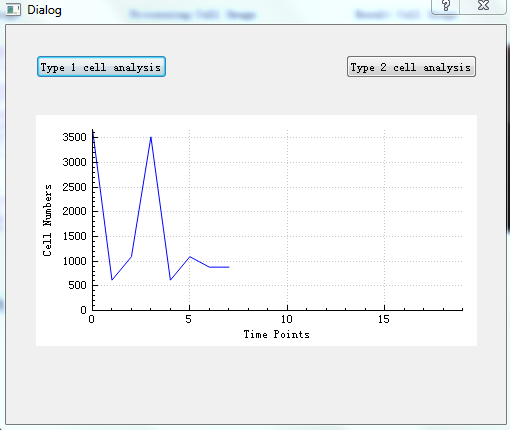 Dialog
Type 1 cell analysis
Type 2 cell analysis
3500
3000
2500
2000
1500
1000
500
0
Cell Numbers
0 5 10 15
Time Points